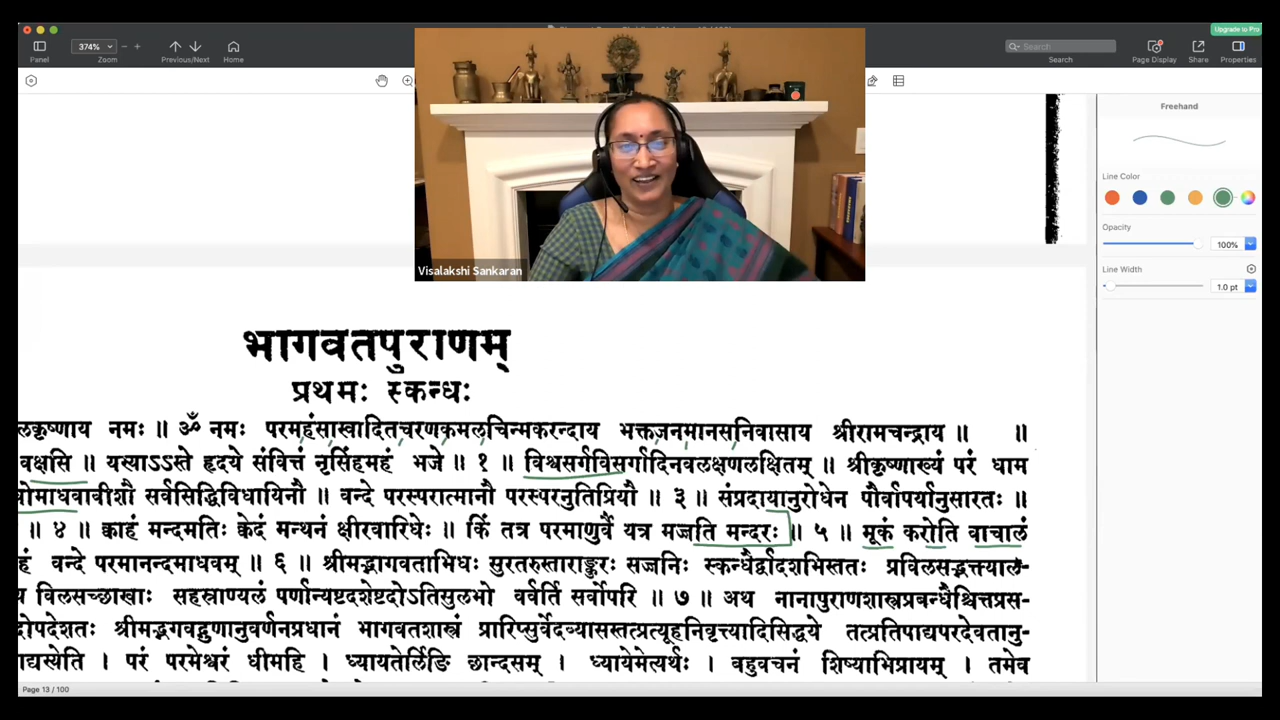 Upgrade to Pro
374%
Panel
Zoom
Previous/Next
Home
Search
Search
Page Display
Share
Properties
Freehand
Line Color
Opacity
100%
Line Width
1.0 pt
Visalakshi Sankaran
भागवतपुराणम्
प्रथमः स्कन्धः
लकृष्णाय नमः ॥ ॐ नमः परमहंसास्वादितचरणकमलचिन्मकरन्दाय भक्तजनमानसनिवासाय श्रीरामचन्द्राय ॥ ॥
वक्षसि ॥ यस्याऽऽस्ते हृदये संवित्तं नृसिंहमहं भजे ॥ १ ॥ विश्वसर्गविसर्गादिनवलक्षणलक्षितम् ॥ श्रीकृष्णाख्यं परं धाम
ोमाधवावीशौ सर्वसिद्धिविधायिनौ ॥ वन्दे परस्परात्मानौ परस्परनुतिप्रियौ ॥ ३ ॥ संप्रदायानुरोधेन पौर्वापर्यानुसारतः ॥
॥ ४ ॥ क्वाहं मन्दमतिः क्वेदं मन्थनं क्षीरवारिधेः ॥ किं तत्र परमाणुर्वै यत्र मज्जति मन्दरः ॥ ५ ॥ मूकं करोति वाचालं
हं वन्दे परमानन्दमाधवम् ॥ ६ ॥ श्रीमद्भागवताभिधः सुरतरुस्ताराङ्कुरः सज्जनिः स्कन्धैर्द्वादशभिस्ततः प्रविलसद्भक्त्याल-
विलसच्छाखाः सहस्राण्यलं पर्णान्यष्टदशेष्टदोऽतिसुलभो वर्वर्ति सर्वोपरि ॥ ७ ॥ अथ नानापुराणशास्त्रप्रबन्धैश्चित्तप्रस-
ोपदेशतः श्रीमद्भगवद्गुणानुवर्णनप्रधानं भागवतशास्त्रं प्रारिप्सुर्वेदव्यासस्तत्प्रत्यूहनिवृत्त्यादिसिद्धये तत्प्रतिपाद्यपरदेवतानु-
द्यस्येति । परं परमेश्वरं धीमहि । ध्यायतेर्लिङि छान्दसम् । ध्यायेमेत्यर्थः । बहुवचनं शिष्याभिप्रायम् । तमेव
Page 13 / 100